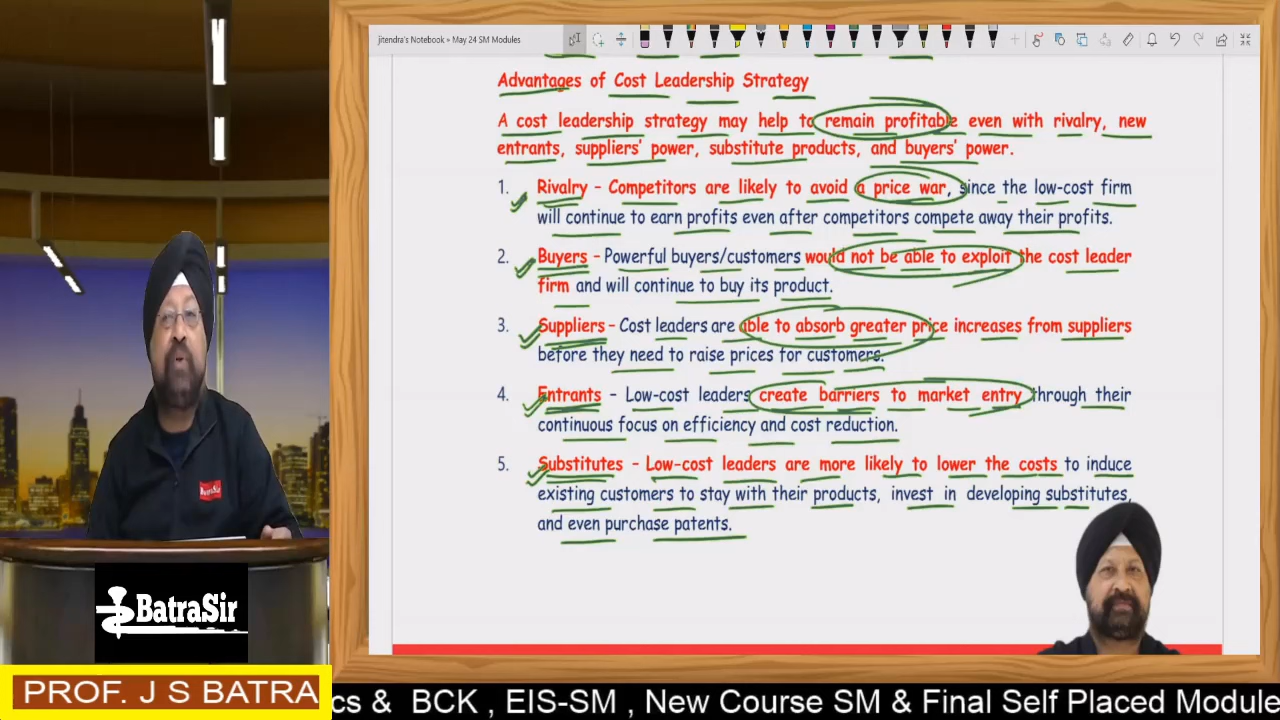 jitendra's Notebook » May 24 SM Modules
Advantages of Cost Leadership Strategy
A cost leadership strategy may help to remain profitable even with rivalry, new
entrants, suppliers' power, substitute products, and buyers' power.
1. Rivalry – Competitors are likely to avoid a price war, since the low-cost firm
will continue to earn profits even after competitors compete away their profits.
2. Buyers – Powerful buyers/customers would not be able to exploit the cost leader
firm and will continue to buy its product.
3. Suppliers – Cost leaders are able to absorb greater price increases from suppliers
before they need to raise prices for customers.
4. Entrants – Low-cost leaders create barriers to market entry through their
continuous focus on efficiency and cost reduction.
5. Substitutes – Low-cost leaders are more likely to lower the costs to induce
existing customers to stay with their products, invest in developing substitutes,
and even purchase patents.
BatraSir
PROF. J S BATRA
cs & BCK , EIS-SM , New Course SM & Final Self Placed Module